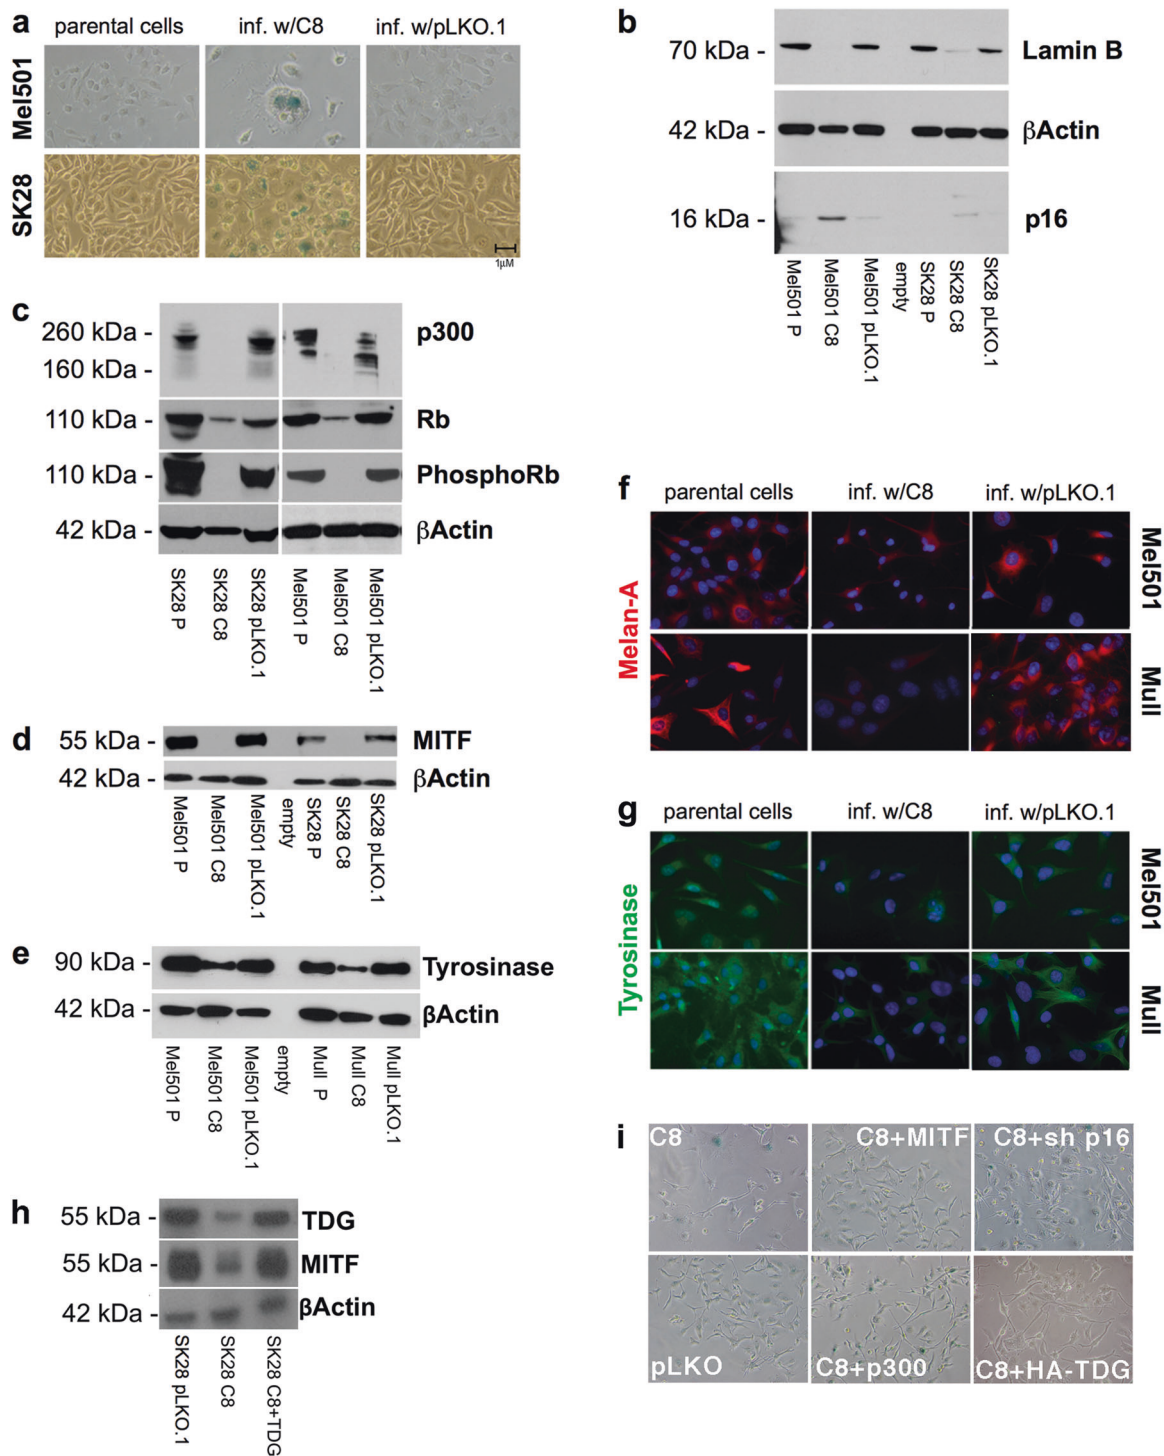 a
parental cells
inf. w/C8
inf. w/pLKO.1
Mel501
SK28
1μM
b
70 kDa -
Lamin B
42 kDa -
βActin
16 kDa -
p16
Mel501 P
Mel501 C8
Mel501 pLKO.1
empty
SK28 P
SK28 C8
SK28 pLKO.1
c
260 kDa -
p300
160 kDa -
110 kDa -
Rb
110 kDa -
PhosphoRb
42 kDa -
βActin
SK28 P
SK28 C8
SK28 pLKO.1
Mel501 P
Mel501 C8
Mel501 pLKO.1
d
55 kDa -
MITF
42 kDa -
βActin
Mel501 P
Mel501 C8
Mel501 pLKO.1
empty
SK28 P
SK28 C8
SK28 pLKO.1
e
90 kDa -
Tyrosinase
42 kDa -
βActin
Mel501 P
Mel501 C8
Mel501 pLKO.1
empty
Mull P
Mull C8
Mull pLKO.1
f
parental cells
inf. w/C8
inf. w/pLKO.1
Melan-A
Mel501
Mull
g
parental cells
inf. w/C8
inf. w/pLKO.1
Tyrosinase
Mel501
Mull
h
55 kDa -
TDG
55 kDa -
MITF
42 kDa -
βActin
SK28 pLKO.1
SK28 C8
SK28 C8+TDG
i
C8
C8+MITF
C8+sh p16
pLKO
C8+p300
C8+HA-TDG